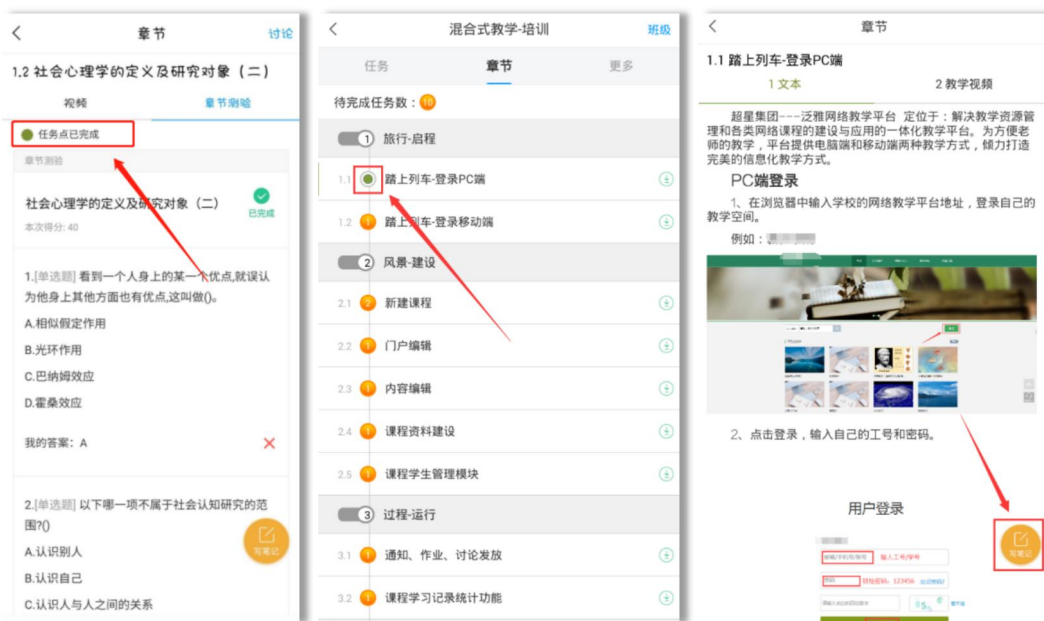 章节
讨论
1.2 社会心理学的定义及研究对象（二）
视频
章节测验
任务点已完成
章节测验
社会心理学的定义及研究对象（二）
已完成
本次得分: 40
1.[单选题] 看到一个人身上的某一个优点,就误认
为他身上其他方面也有优点,这叫做()。
A.相似假定作用
B.光环作用
C.巴纳姆效应
D.霍桑效应
我的答案：A
2.[单选题] 以下哪一项不属于社会认知研究的范
围?()
A.认识别人
B.认识自己
C.认识人与人之间的关系
写笔记
混合式教学-培训
班级
任务
章节
更多
待完成任务数：10
1 旅行-启程
1.1 踏上列车-登录PC端
1.2 1 踏上列车-登录移动端
2 风景-建设
2.1 2 新建课程
2.2 1 门户编辑
2.3 1 内容编辑
2.4 1 课程资料建设
2.5 1 课程学生管理模块
3 过程-运行
3.1 1 通知、作业、讨论发放
3.2 1 课程学习记录统计功能
章节
1.1 踏上列车-登录PC端
1 文本
2 教学视频
超星集团---泛雅网络教学平台 定位于：解决教学资源管
理和各类网络课程的建设与应用的一体化教学平台。为方便老
师的教学，平台提供电脑端和移动端两种教学方式，倾力打造
完美的信息化教学方式。
PC端登录
1、在浏览器中输入学校的网络教学平台地址，登录自己的
教学空间。
例如：
2、点击登录，输入自己的工号和密码。
用户登录
输入工号/学号
初始密码：123456
写笔记